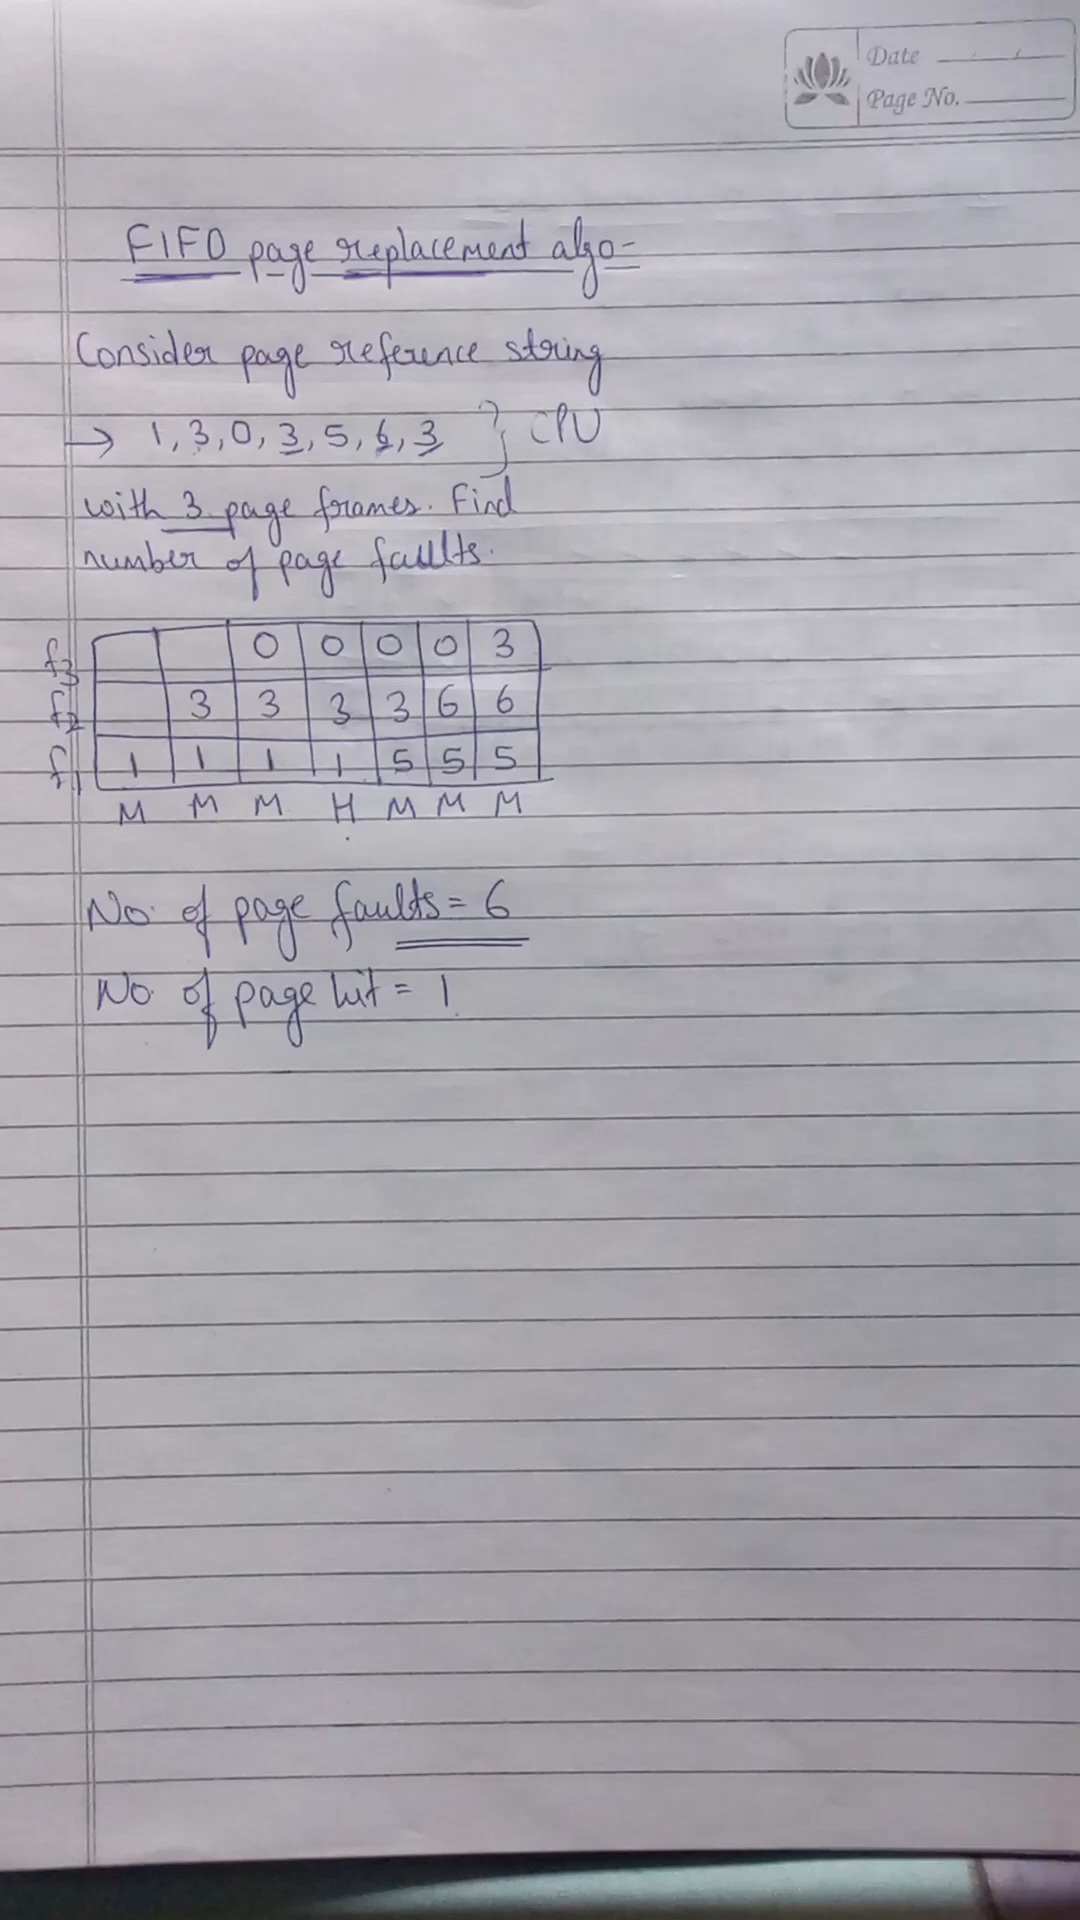 Date
Page No.
FIFO page replacement algo-
Consider page reference string
→ 1, 3, 0, 3, 5, 6, 3 } CPU
with 3 page frames. Find
number of page faults.
f3 0 0 0 0 3
f2 3 3 3 3 6 6
f1 1 1 1 1 5 5 5
M M M H M M M
No. of page faults = 6
No. of page hit = 1